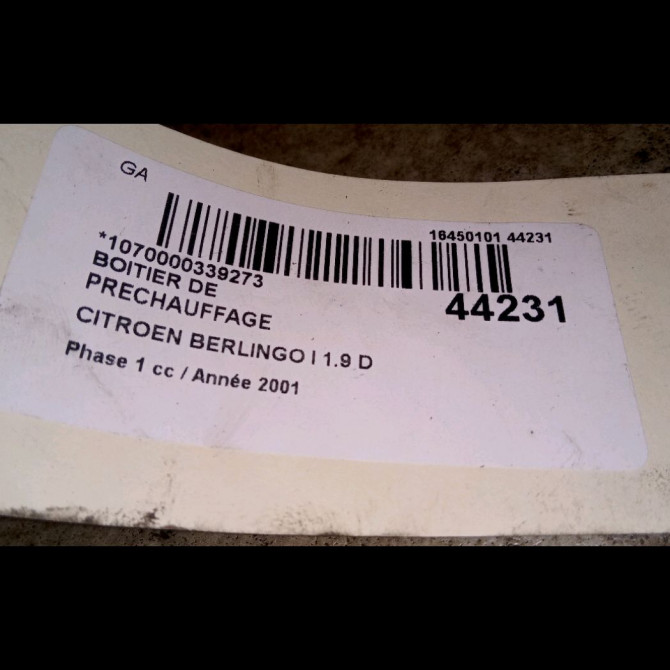 GA
16450101 44231
*1070000339273
44231
BOITIER DE
PRECHAUFFAGE
CITROEN BERLINGO I 1.9 D
Phase 1 cc / Année 2001